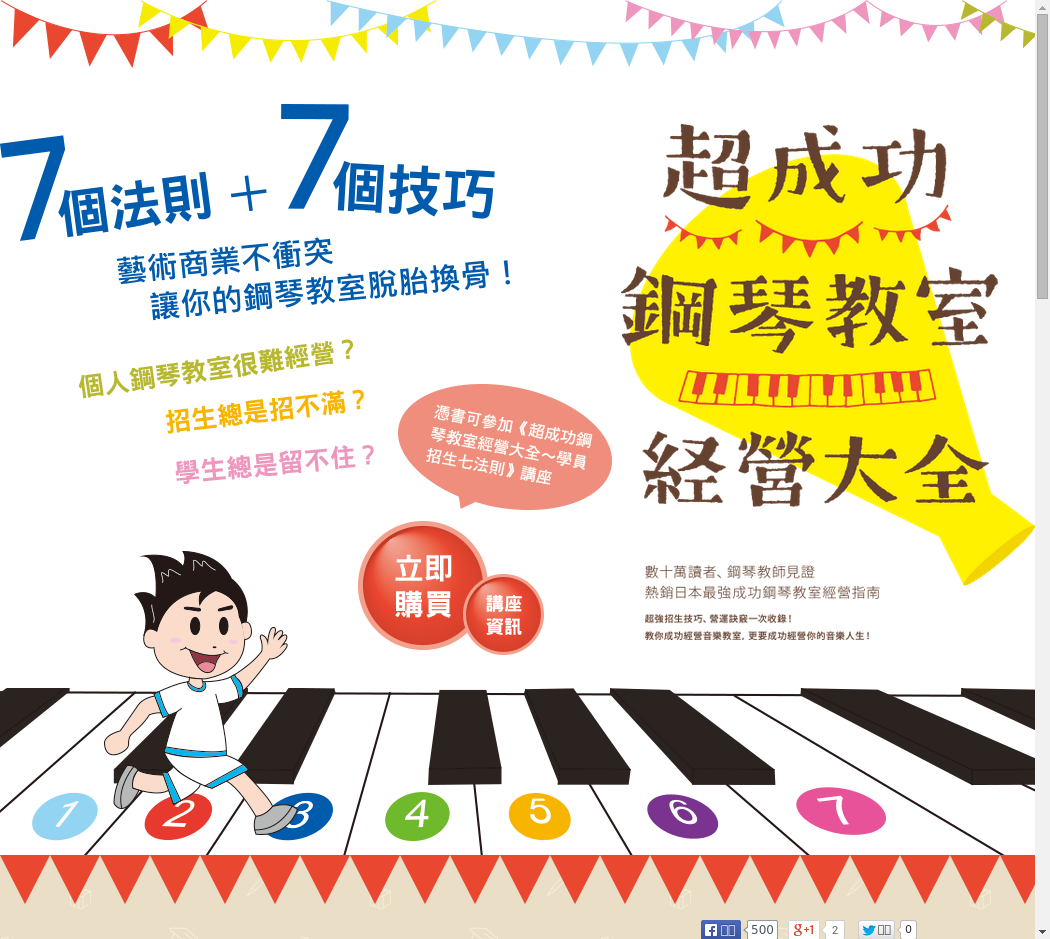 7個法則＋7個技巧
藝術商業不衝突
讓你的鋼琴教室脫胎換骨！
個人鋼琴教室很難經營？
招生總是招不滿？
學生總是留不住？
憑書可參加《超成功鋼
琴教室經營大全～學員
招生七法則》講座
立即
購買
講座
資訊
超成功
鋼琴教室
経営大全
數十萬讀者、鋼琴教師見證
熱銷日本最強成功鋼琴教室經營指南
超強招生技巧、營運訣竅一次收錄！
教你成功經營音樂教室，更要成功經營你的音樂人生！
1 2 3 4 5 6 7
500
g+1 2
0